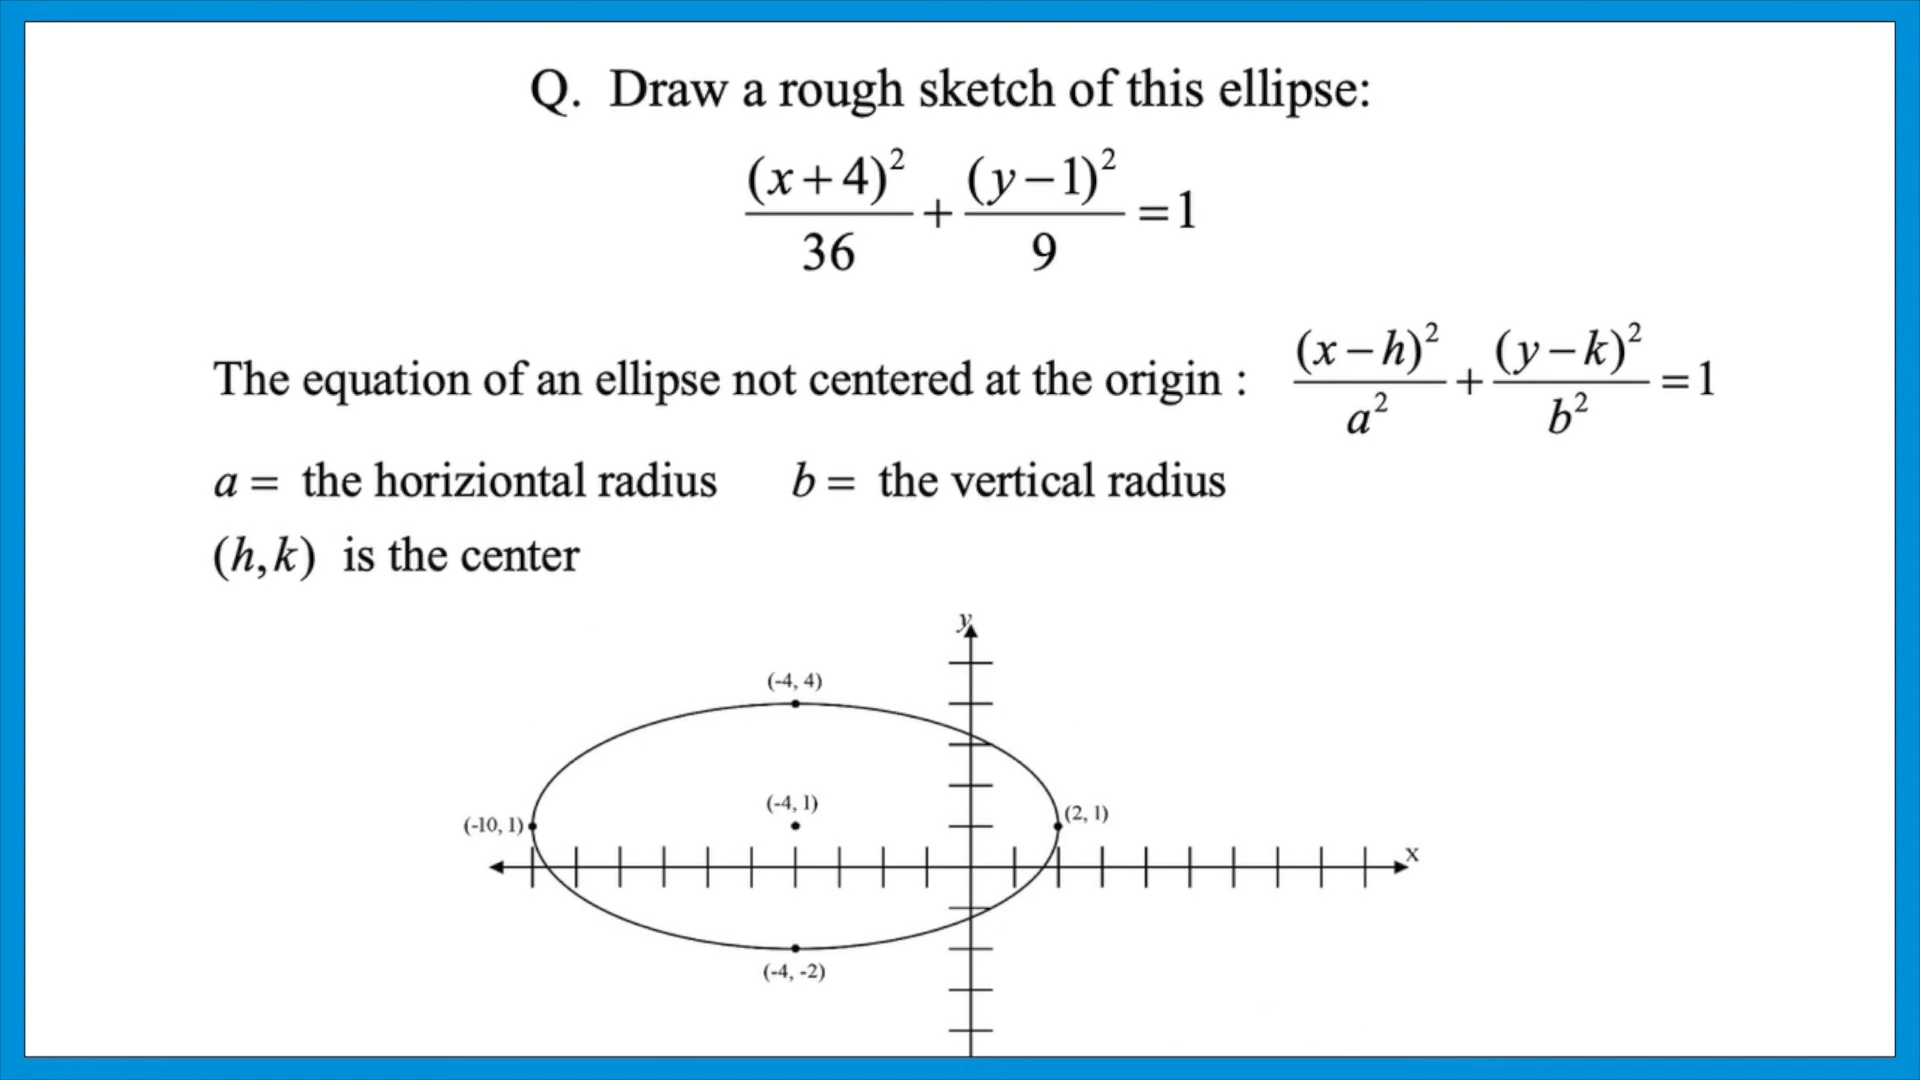 Q. Draw a rough sketch of this ellipse:
(x+4)²/36 + (y−1)²/9 = 1
The equation of an ellipse not centered at the origin : (x−h)²/a² + (y−k)²/b² = 1
a = the horiziontal radius b = the vertical radius
(h,k) is the center
y
(-4, 4)
(-4, 1)
(2, 1)
(-10, 1)
x
(-4, -2)